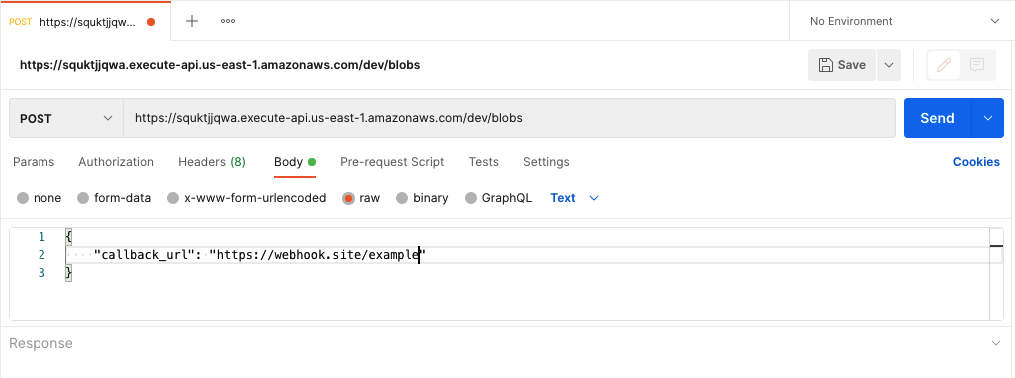 POST https://squktjjqw... No Environment
https://squktjjqwa.execute-api.us-east-1.amazonaws.com/dev/blobs Save
POST https://squktjjqwa.execute-api.us-east-1.amazonaws.com/dev/blobs Send
Params Authorization Headers (8) Body Pre-request Script Tests Settings Cookies
none form-data x-www-form-urlencoded raw binary GraphQL Text
1 {
2 "callback_url": "https://webhook.site/example"
3 }
Response